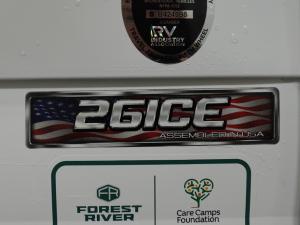 RV
INDUSTRY
ASSOCIATION
26ICE
ASSEMBLED IN USA
FOREST
RIVER
Care Camps
Foundation